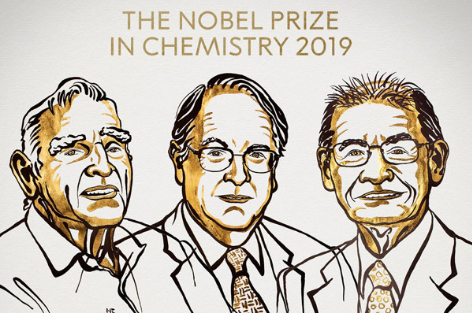 THE NOBEL PRIZE
IN CHEMISTRY 2019